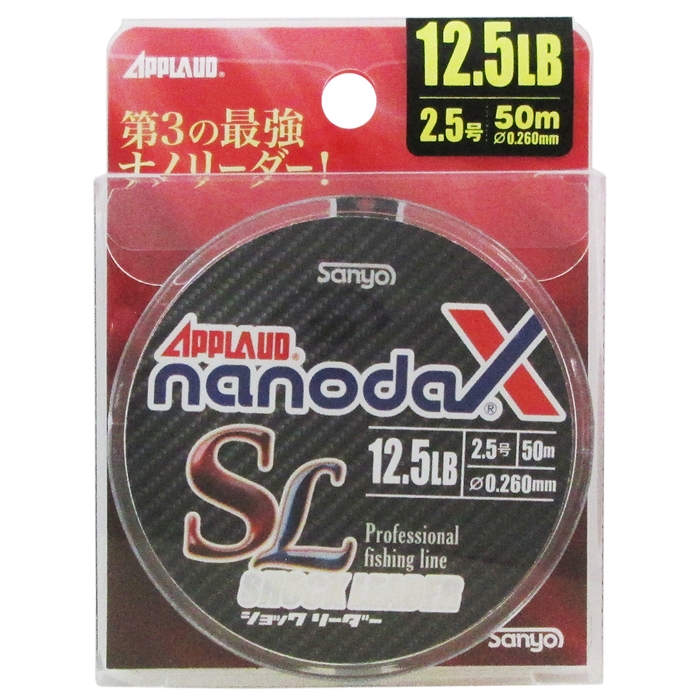 APPLAUD®
12.5LB
2.5号 50m
Ø0.260mm
第3の最強
ナノリーダー!
Sanyo
APPLAUD®
nanodaX®
SL
12.5LB 2.5号 50m
Ø0.260mm
Professional
fishing line
SHOCK LEADER
ショックリーダー
Sanyo